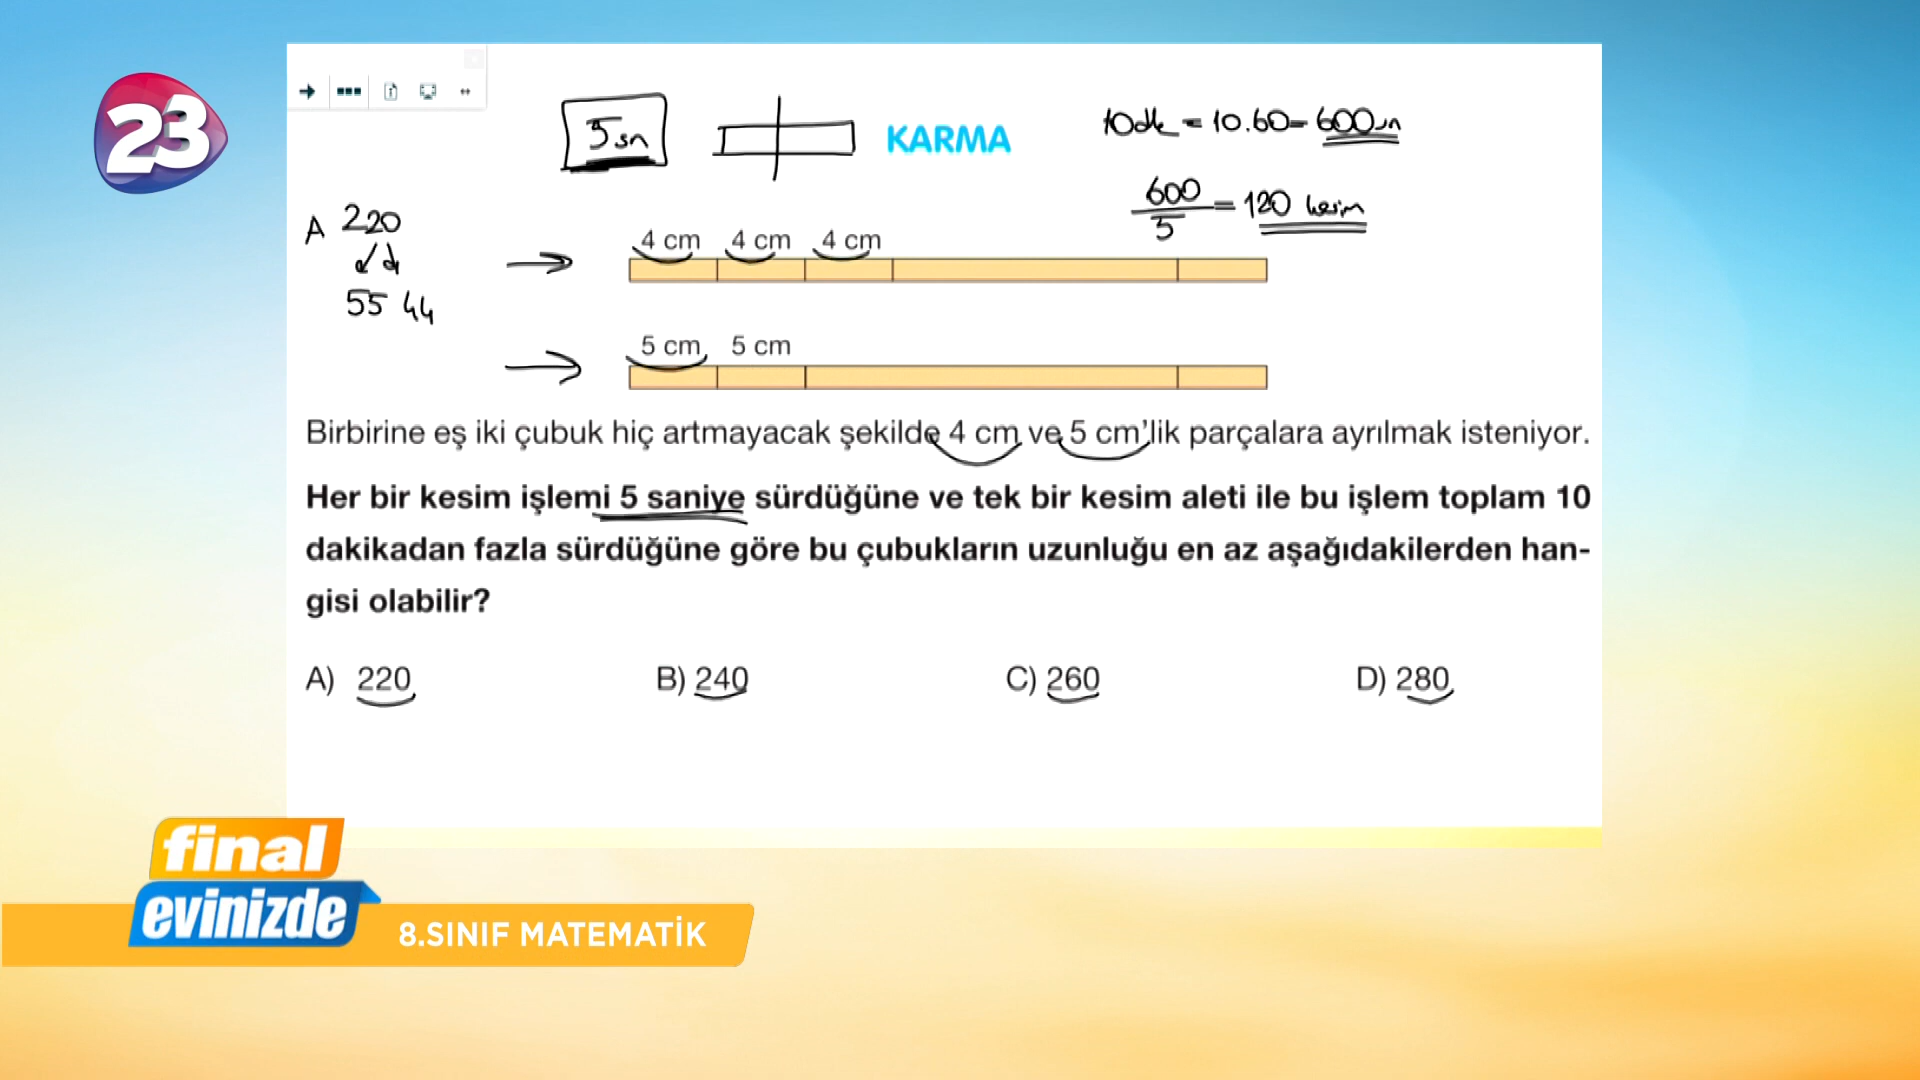 23
5 sn
KARMA
10dk = 10.60 = 600sn
600
5
= 120 kesim
A 220
55 44
4 cm 4 cm 4 cm
5 cm 5 cm
Birbirine eş iki çubuk hiç artmayacak şekilde 4 cm ve 5 cm'lik parçalara ayrılmak isteniyor.
Her bir kesim işlemi 5 saniye sürdüğüne ve tek bir kesim aleti ile bu işlem toplam 10
dakikadan fazla sürdüğüne göre bu çubukların uzunluğu en az aşağıdakilerden han-
gisi olabilir?
A) 220 B) 240 C) 260 D) 280
final
evinizde
8.SINIF MATEMATİK